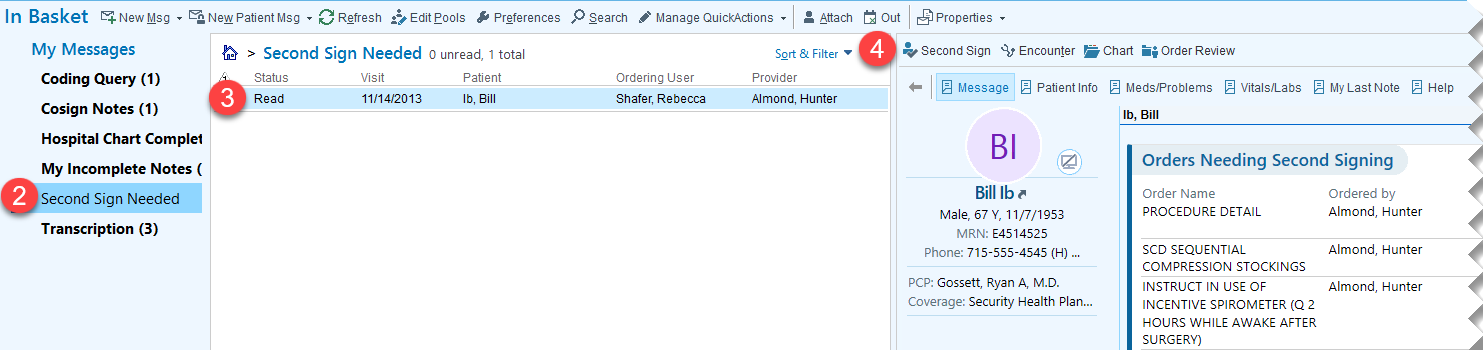 In Basket New Msg New Patient Msg Refresh Edit Pools Preferences Search Manage QuickActions Attach Out Properties
My Messages
Coding Query (1)
Cosign Notes (1)
Hospital Chart Complet
My Incomplete Notes (
2 Second Sign Needed
Transcription (3)
> Second Sign Needed 0 unread, 1 total Sort & Filter
Status Visit Patient Ordering User Provider
3 Read 11/14/2013 Ib, Bill Shafer, Rebecca Almond, Hunter
4 Second Sign Encounter Chart Order Review
Message Patient Info Meds/Problems Vitals/Labs My Last Note Help
BI
Bill Ib
Male, 67 Y, 11/7/1953
MRN: E4514525
Phone: 715-555-4545 (H) ...
PCP: Gossett, Ryan A, M.D.
Coverage: Security Health Plan...
Ib, Bill
Orders Needing Second Signing
Order Name Ordered by
PROCEDURE DETAIL Almond, Hunter
SCD SEQUENTIAL Almond, Hunter
COMPRESSION STOCKINGS
INSTRUCT IN USE OF Almond, Hunter
INCENTIVE SPIROMETER (Q 2
HOURS WHILE AWAKE AFTER
SURGERY)